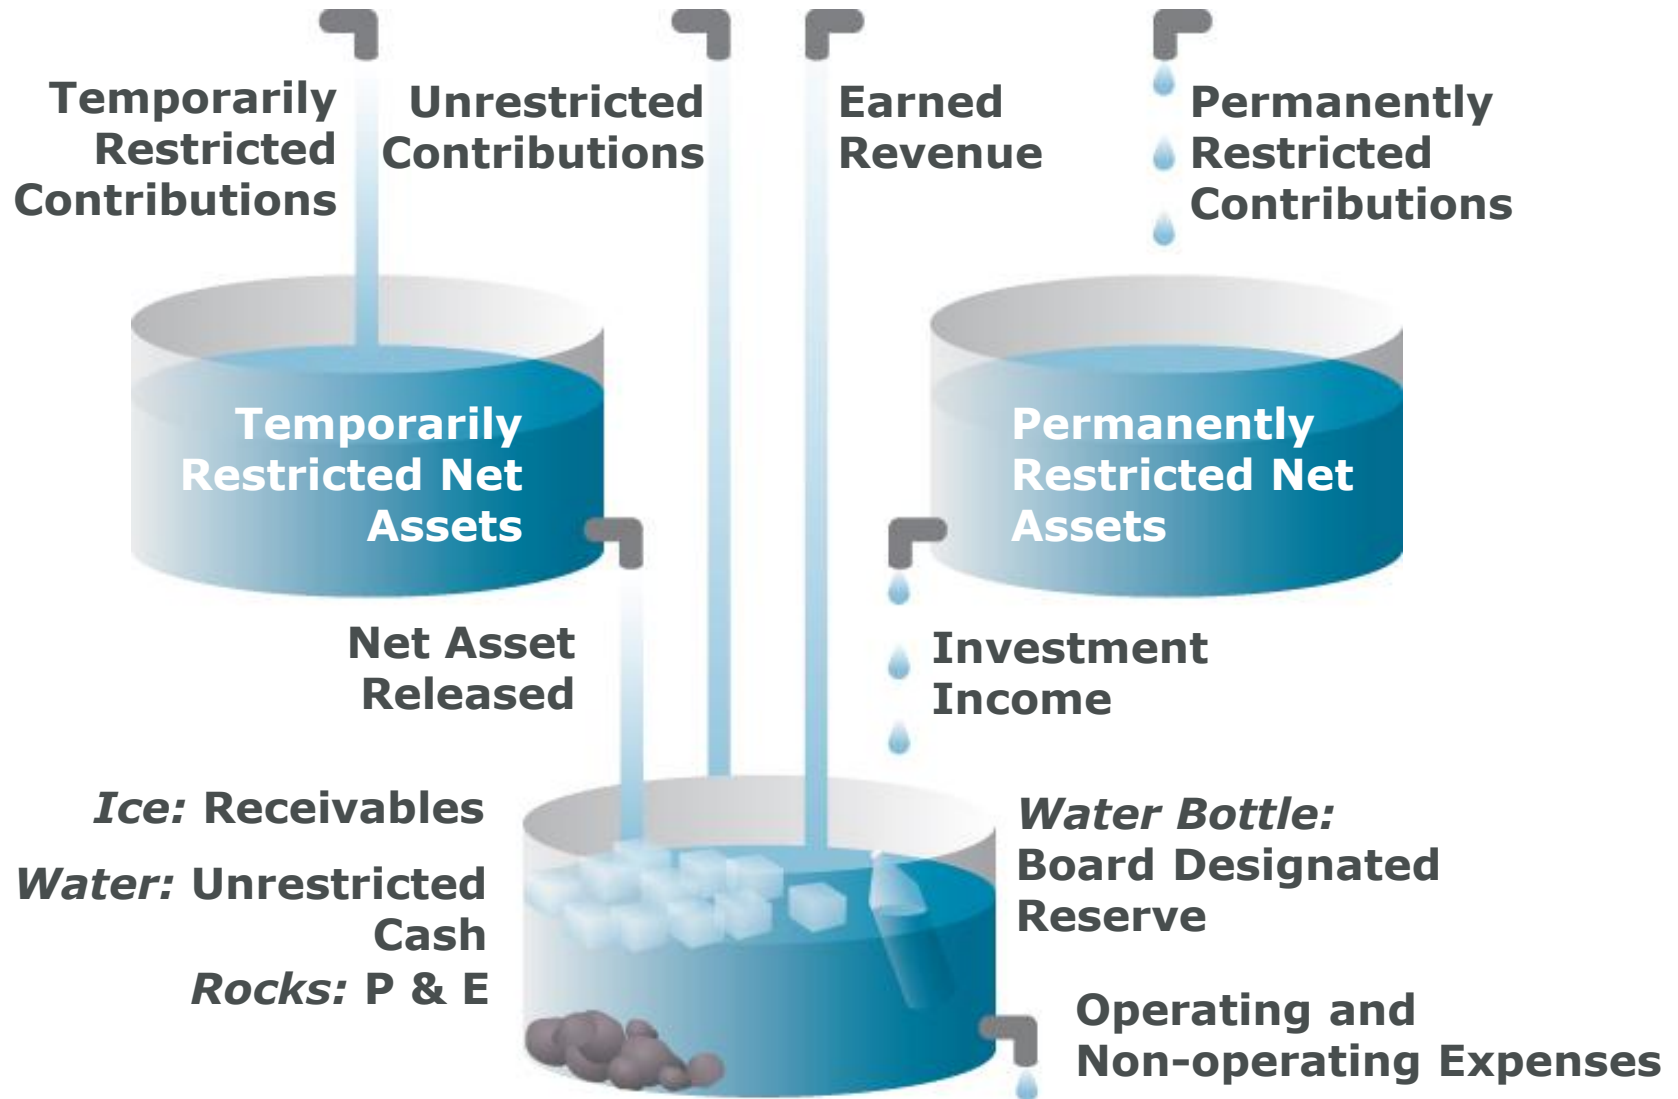 Temporarily
Restricted
Contributions
Unrestricted
Contributions
Earned
Revenue
Permanently
Restricted
Contributions
Temporarily
Restricted Net
Assets
Permanently
Restricted Net
Assets
Net Asset
Released
Investment
Income
Ice: Receivables
Water: Unrestricted
Cash
Rocks: P & E
Water Bottle:
Board Designated
Reserve
Operating and
Non-operating Expenses